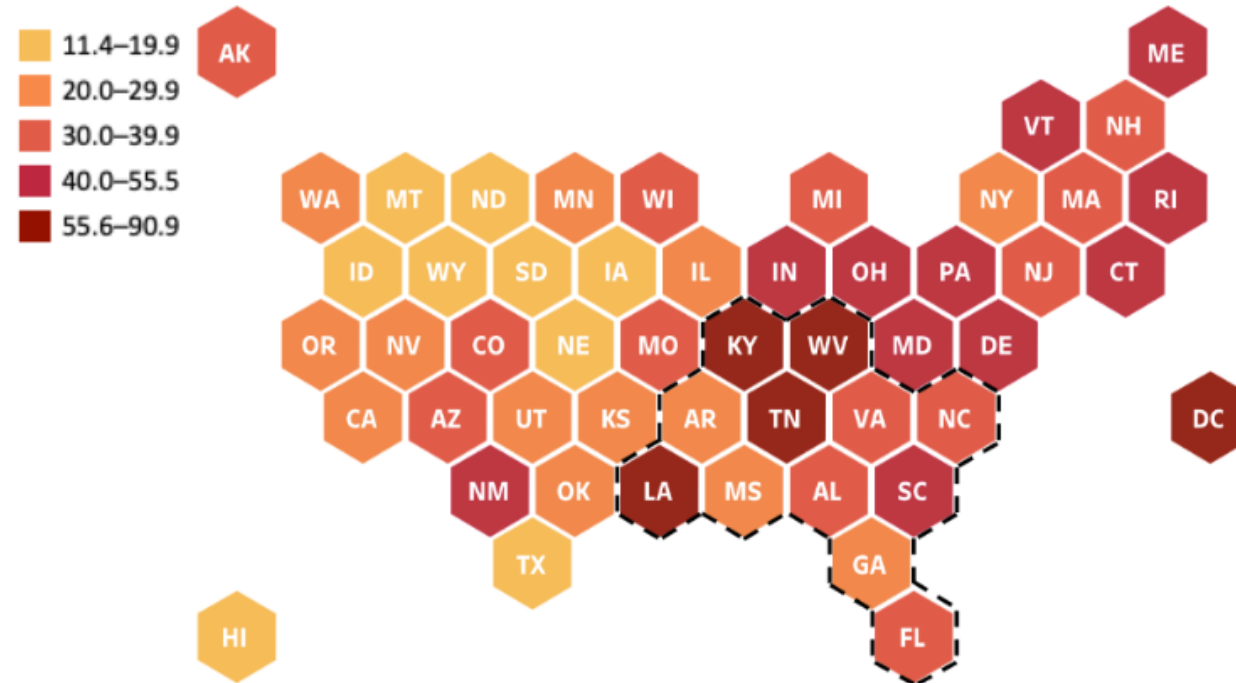 11.4–19.9
20.0–29.9
30.0–39.9
40.0–55.5
55.6–90.9
AK
ME
VT NH
WA MT ND MN WI MI NY MA RI
ID WY SD IA IL IN OH PA NJ CT
OR NV CO NE MO KY WV MD DE
CA AZ UT KS AR TN VA NC DC
NM OK LA MS AL SC
TX GA
HI FL